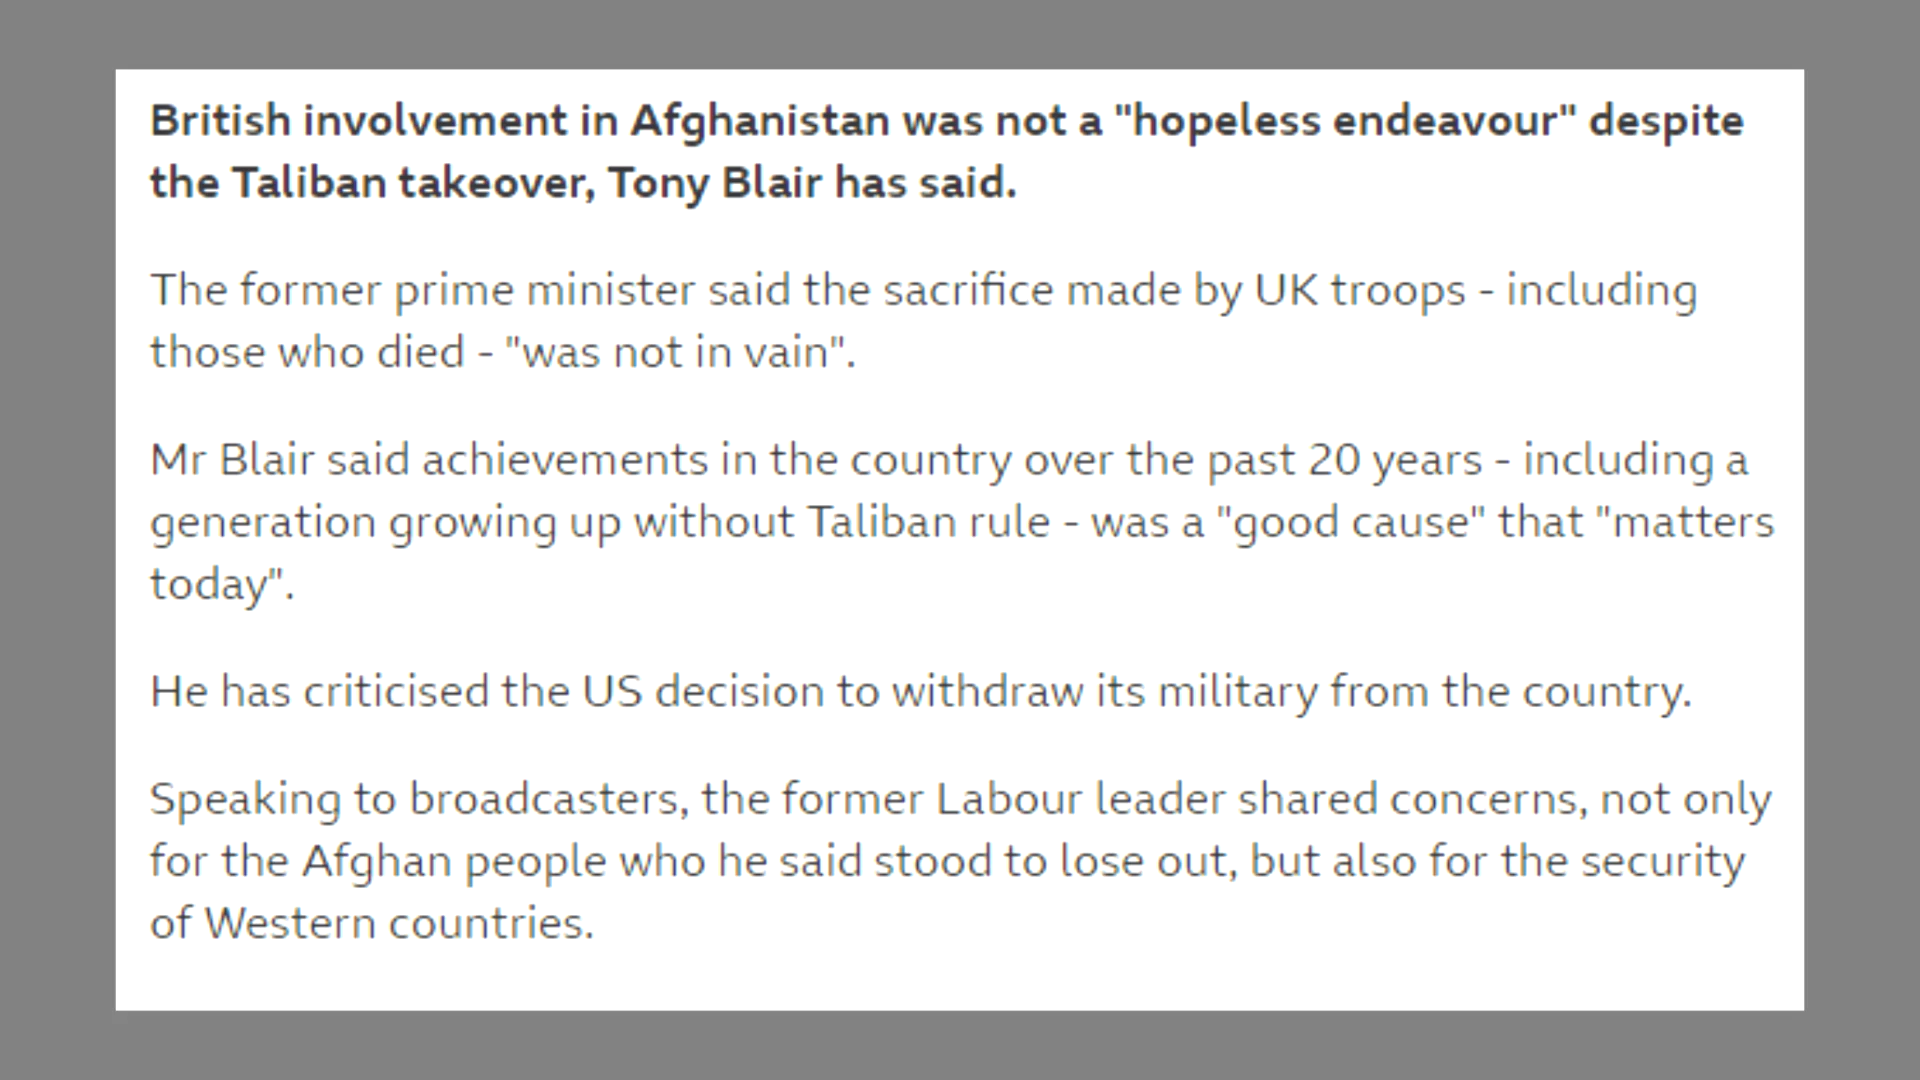 British involvement in Afghanistan was not a "hopeless endeavour" despite
the Taliban takeover, Tony Blair has said.
The former prime minister said the sacrifice made by UK troops - including
those who died - "was not in vain".
Mr Blair said achievements in the country over the past 20 years - including a
generation growing up without Taliban rule - was a "good cause" that "matters
today".
He has criticised the US decision to withdraw its military from the country.
Speaking to broadcasters, the former Labour leader shared concerns, not only
for the Afghan people who he said stood to lose out, but also for the security
of Western countries.